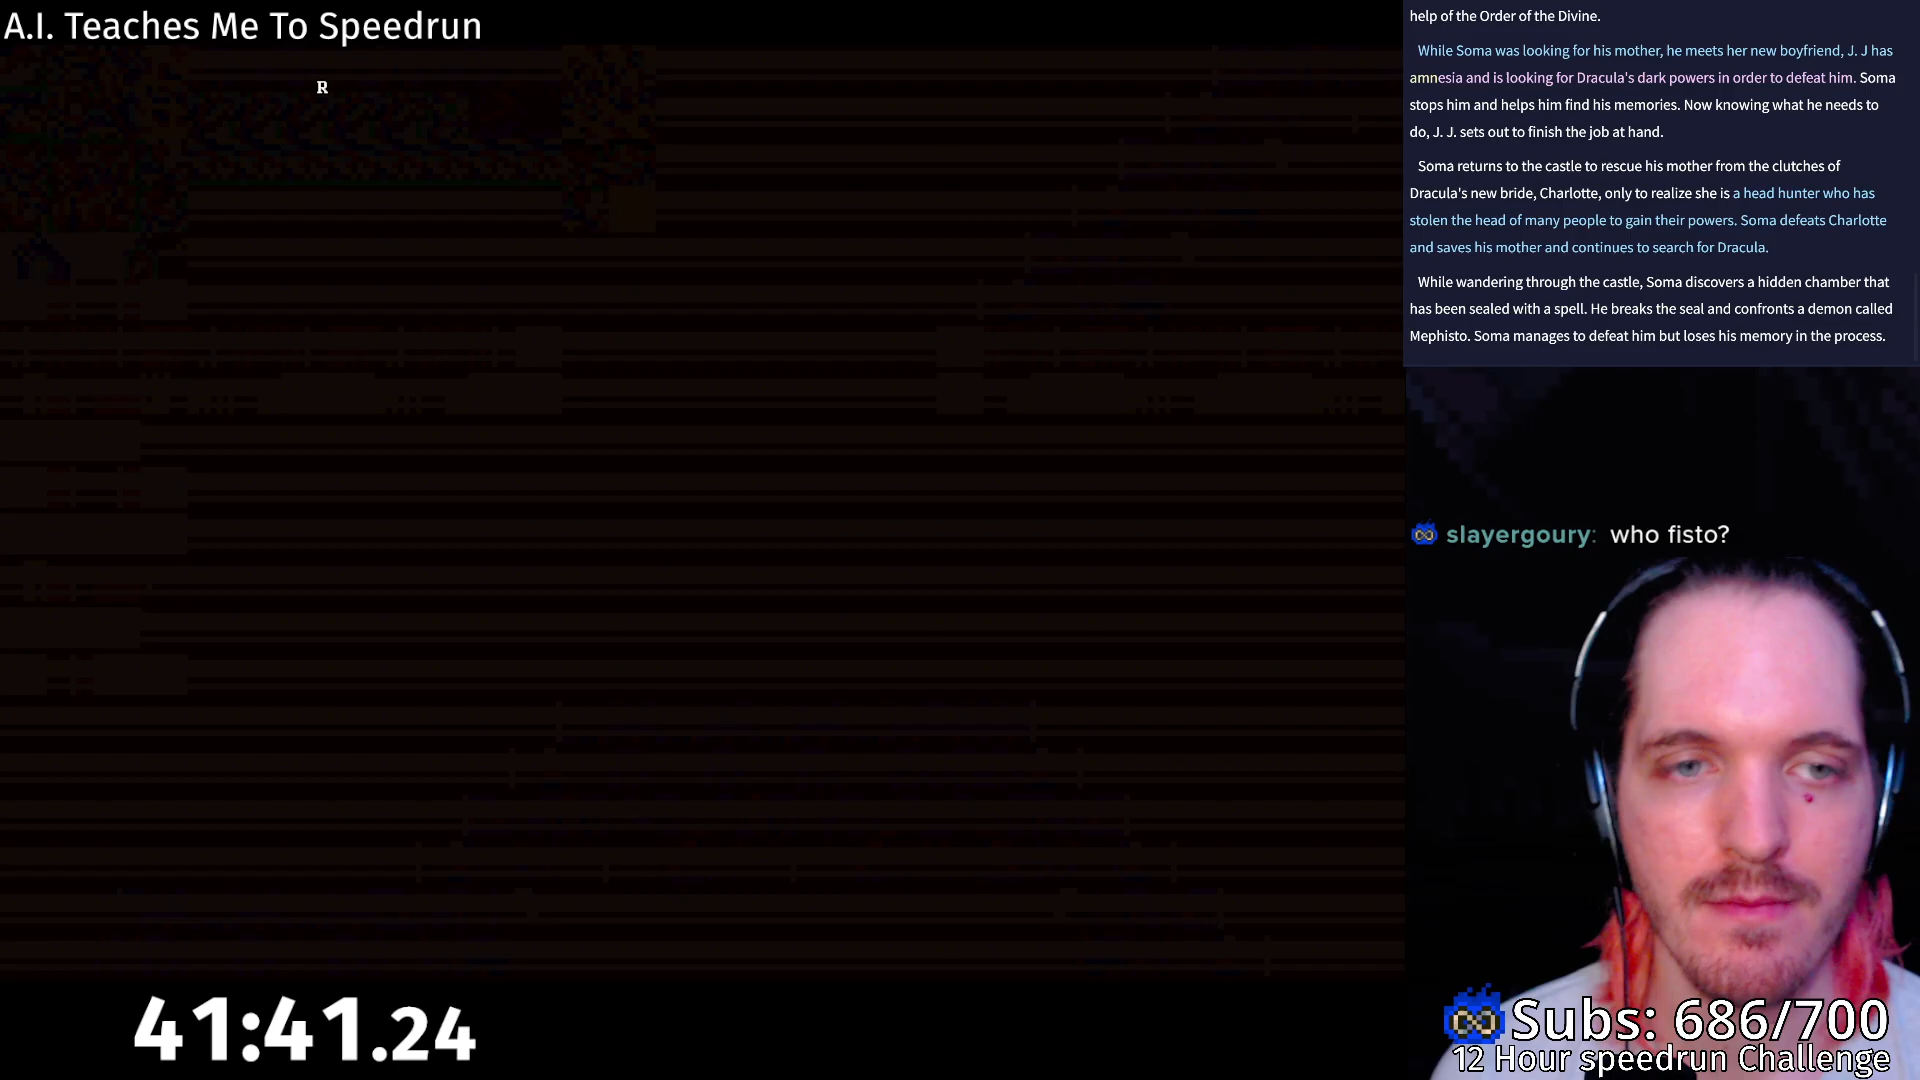 A.I. Teaches Me To Speedrun
R
help of the Order of the Divine.
While Soma was looking for his mother, he meets her new boyfriend, J. J has
amnesia and is looking for Dracula's dark powers in order to defeat him. Soma
stops him and helps him find his memories. Now knowing what he needs to
do, J. J. sets out to finish the job at hand.
Soma returns to the castle to rescue his mother from the clutches of
Dracula's new bride, Charlotte, only to realize she is a head hunter who has
stolen the head of many people to gain their powers. Soma defeats Charlotte
and saves his mother and continues to search for Dracula.
While wandering through the castle, Soma discovers a hidden chamber that
has been sealed with a spell. He breaks the seal and confronts a demon called
Mephisto. Soma manages to defeat him but loses his memory in the process.
slayergoury: who fisto?
41:41.24
Subs: 686/700
12 Hour speedrun Challenge